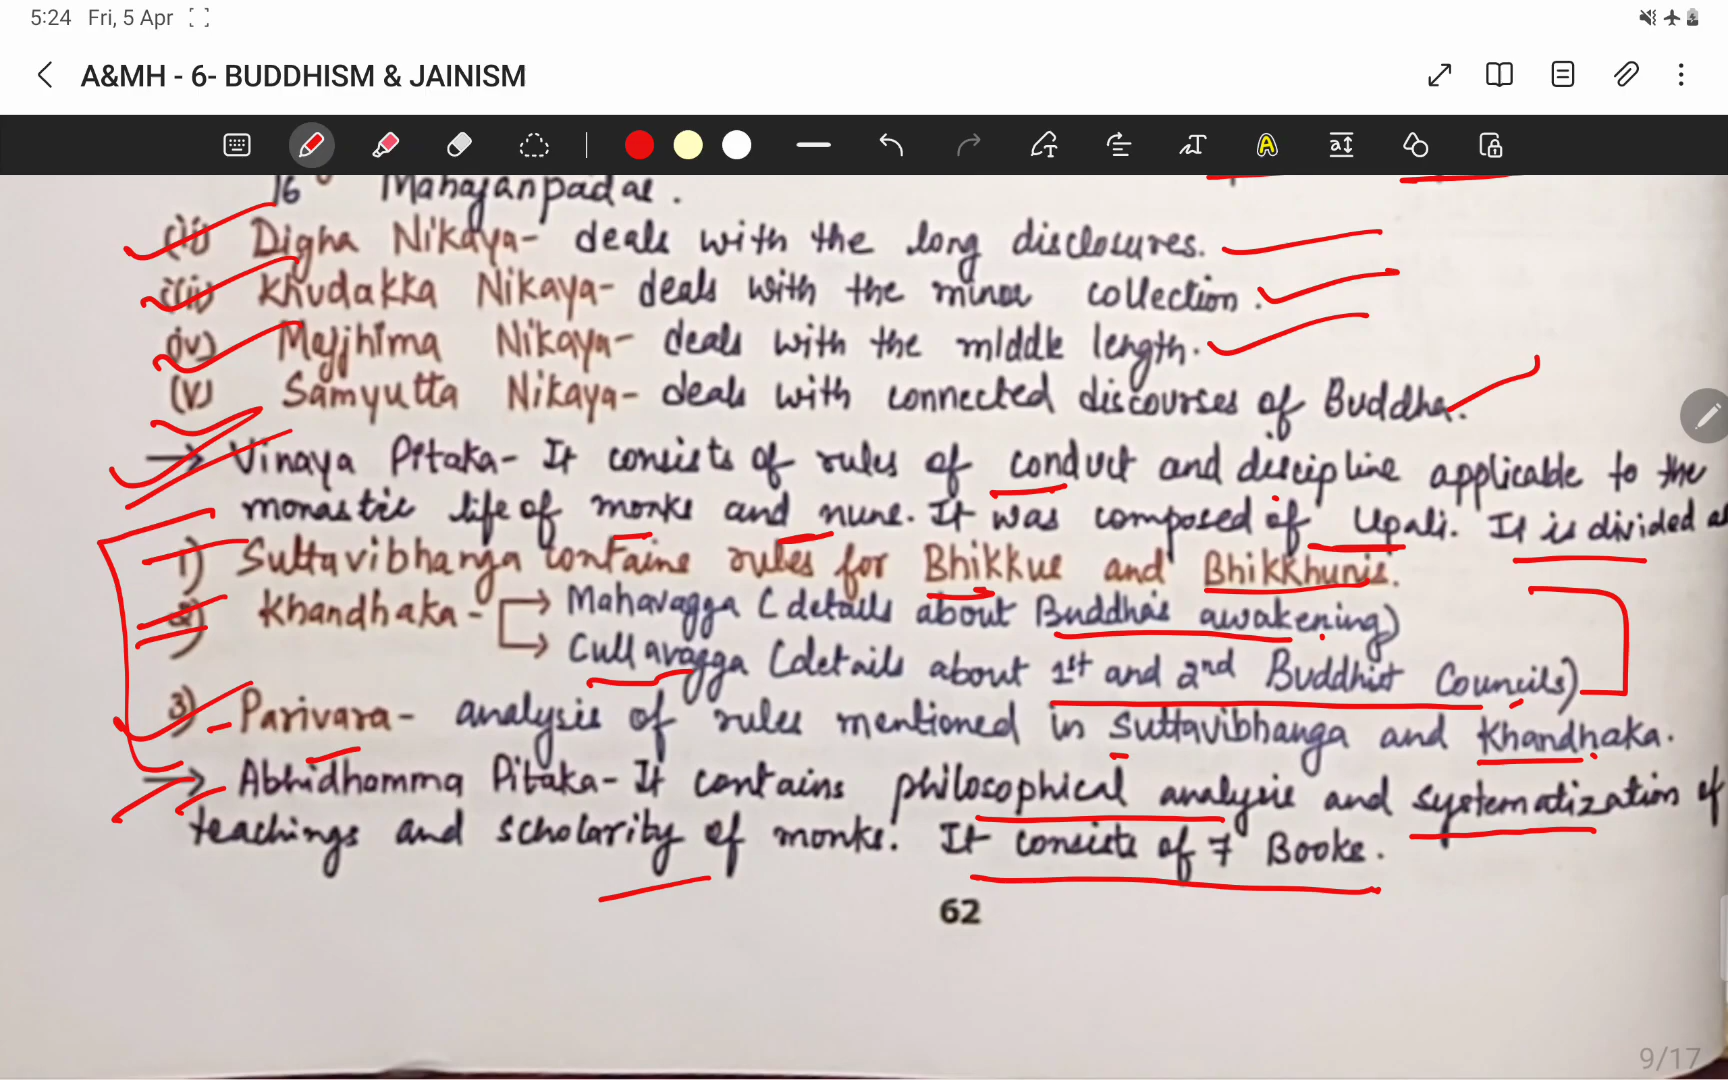 5:24 Fri, 5 Apr
A&MH - 6- BUDDHISM & JAINISM
16 Mahajanpadas.
(ii) Digha Nikaya- deals with the long disclosures.
(iii) Khudakka Nikaya- deals with the minor collection.
(iv) Majjhima Nikaya- deals with the middle length.
(v) Samyutta Nikaya- deals with connected discourses of Buddha.
→ Vinaya Pitaka- It consists of rules of conduct and discipline applicable to the
monastic life of monks and nuns. It was composed of Upali. It is divided as
1) Suttavibhanga contains rules for Bhikkus and Bhikkhunis.
2) Khandhaka- → Mahavagga (details about Buddha's awakening)
→ Cullavagga (details about 1st and 2nd Buddhist Councils)
3) Parivara- analysis of rules mentioned in Suttavibhanga and Khandhaka.
→ Abhidhomma Pitaka- It contains philosophical analysis and systematization of
teachings and scholarity of monks. It consists of 7 Books.
62
9/17